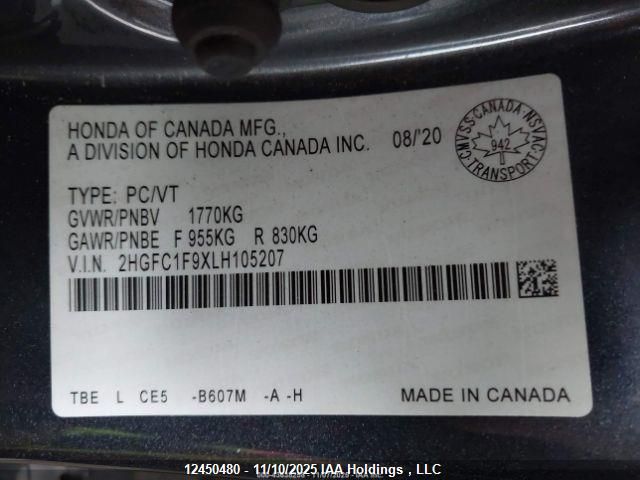 HONDA OF CANADA MFG.,
A DIVISION OF HONDA CANADA INC. 08/'20
CANADA NSVAC TRANSPORT CMVSS
942
TYPE: PC/VT
GVWR/PNBV 1770KG
GAWR/PNBE F 955KG R 830KG
V.I.N. 2HGFC1F9XLH105207
TBE L CE5 -B607M -A -H MADE IN CANADA
12450480 - 11/10/2025 IAA Holdings , LLC